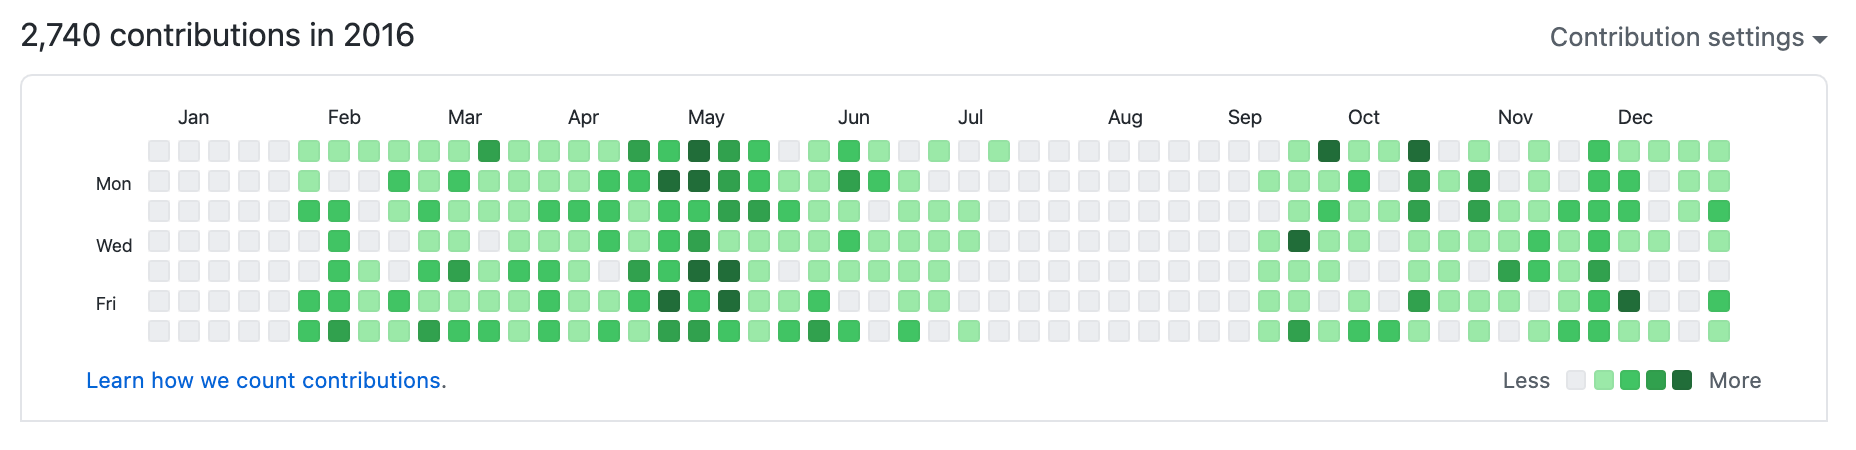 2,740 contributions in 2016
Contribution settings
Jan Feb Mar Apr May Jun Jul Aug Sep Oct Nov Dec
Mon
Wed
Fri
Learn how we count contributions.
Less More